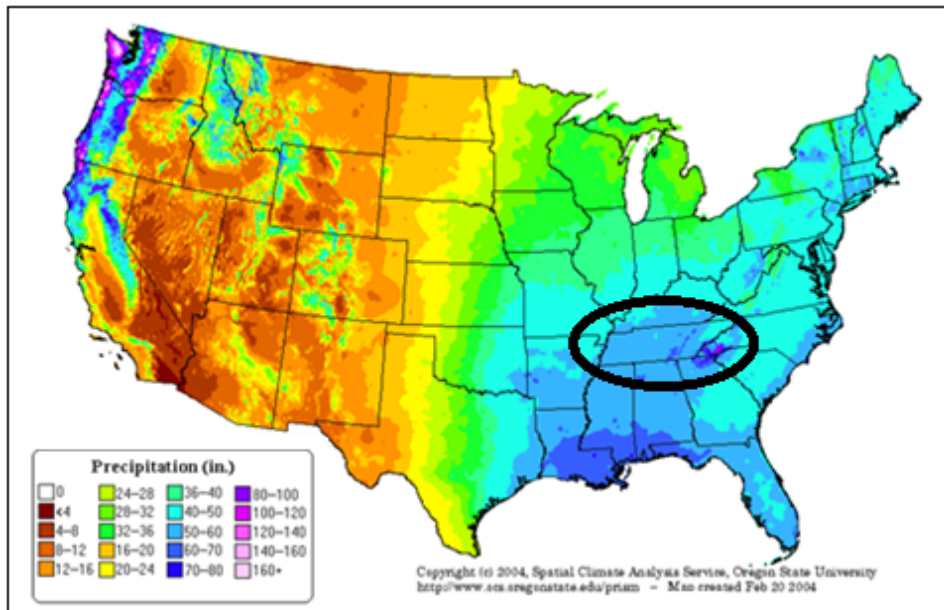 Precipitation (in.)
0 24-28 36-40 80-100
<4 28-32 40-50 100-120
4-8 32-36 50-60 120-140
8-12 16-20 60-70 140-160
12-16 20-24 70-80 160+
Copyright (c) 2004, Spatial Climate Analysis Service, Oregon State University
http://www.ocs.oregonstate.edu/prism - Map created Feb 20 2004